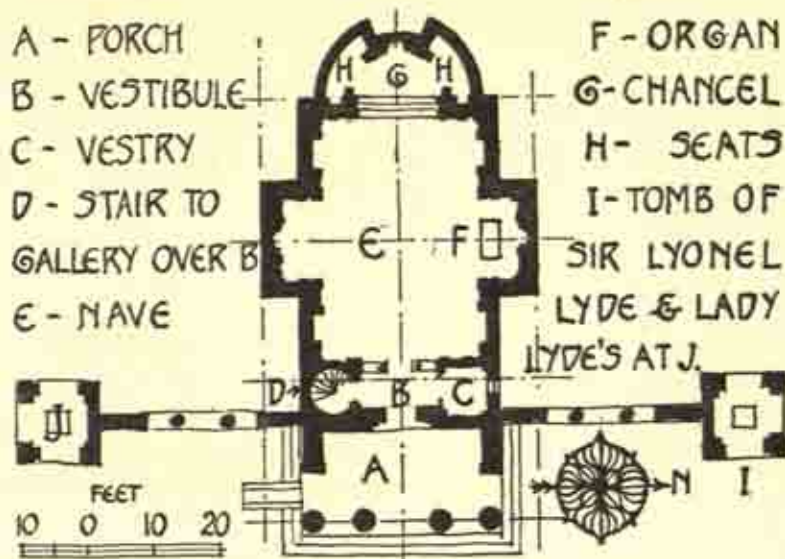 A - PORCH
B - VESTIBULE
C - VESTRY
D - STAIR TO
GALLERY OVER B
E - NAVE
F - ORGAN
G - CHANCEL
H - SEATS
I - TOMB OF
SIR LYONEL
LYDE & LADY
LYDE'S AT J.
H G H
E F
D B C
J
A
N I
FEET
10 0 10 20